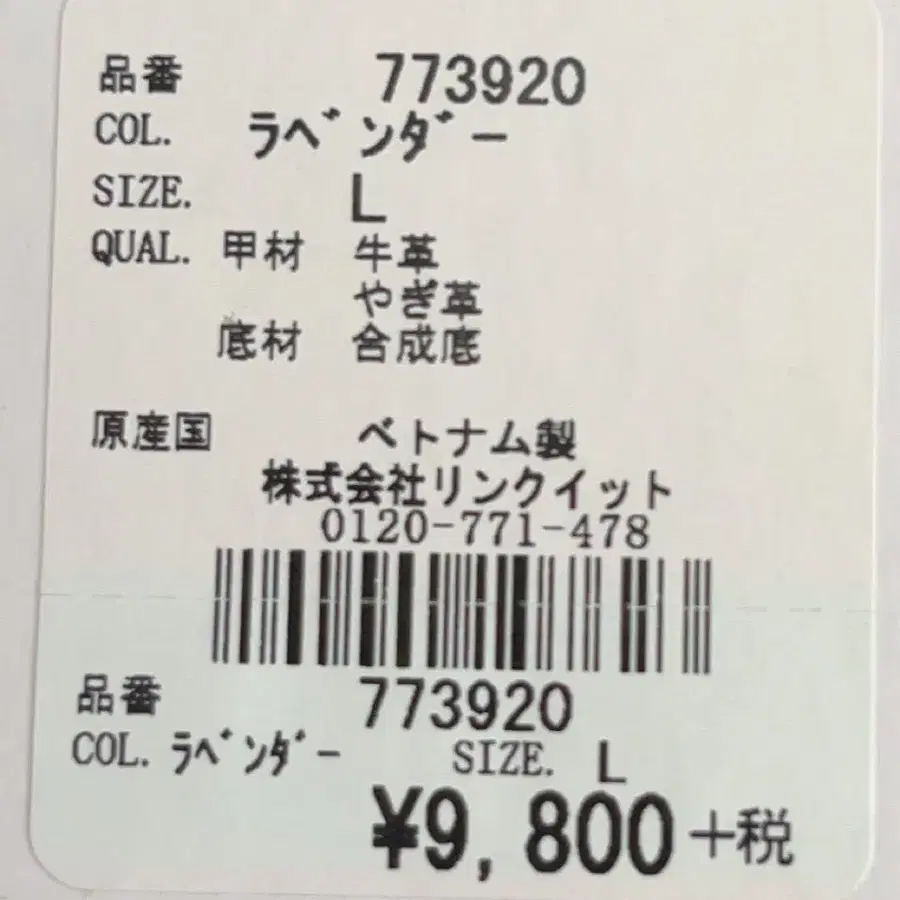 品番 773920
COL. ラベンダー
SIZE. L
QUAL. 甲材 牛革
やぎ革
底材 合成底
原産国 ベトナム製
株式会社リンクイット
0120-771-478
品番 773920
COL. ラベンダー SIZE. L
¥9,800+税